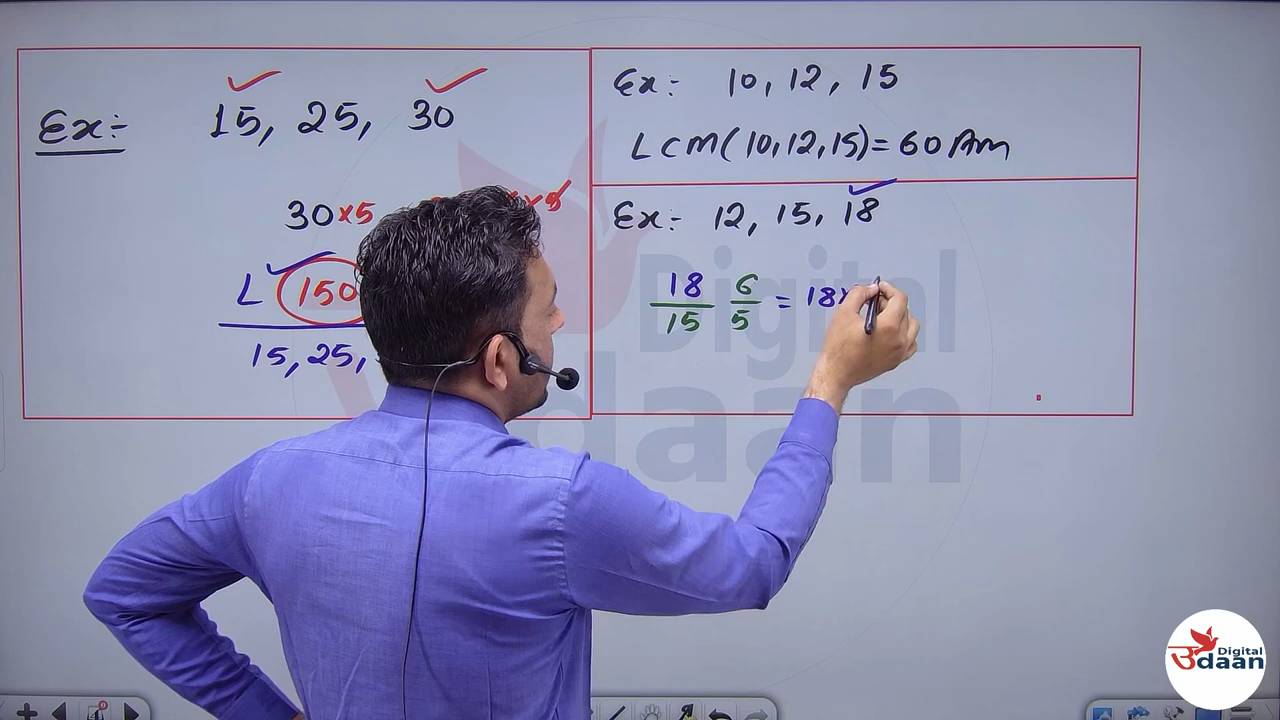 Ex:- 15, 25, 30
30×5
L 150
15, 25,
Ex:- 10, 12, 15
LCM(10,12,15)=60 Am
Ex:- 12, 15, 18
18/15 6/5 = 18×
Digital
daan
Digital
उdaan